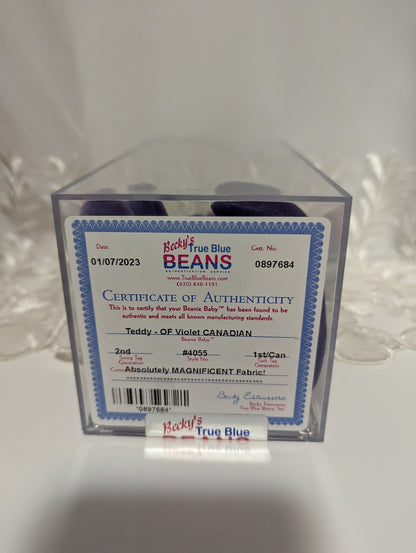 Date:
Becky's
True Blue
Cert. No.
01/07/2023
BEANS
0897684
AUTHENTICATION SERVICE
www.TrueBlueBeans.com
(630) 848-1191
CERTIFICATE OF AUTHENTICITY
This is to certify that your Beanie Baby™ has been found to be
authentic and meets all known manufacturing standards.
Teddy - OF Violet CANADIAN
Beanie Baby™
2nd #4055 1st/Can
Swing Tag Generation Style No. Tush Tag Generation
Absolutely MAGNIFICENT Fabric!
*0897684*
Becky Estenssoro
Becky Estenssoro
True Blue Beans, Inc.
Becky's
True Blue
BEANS